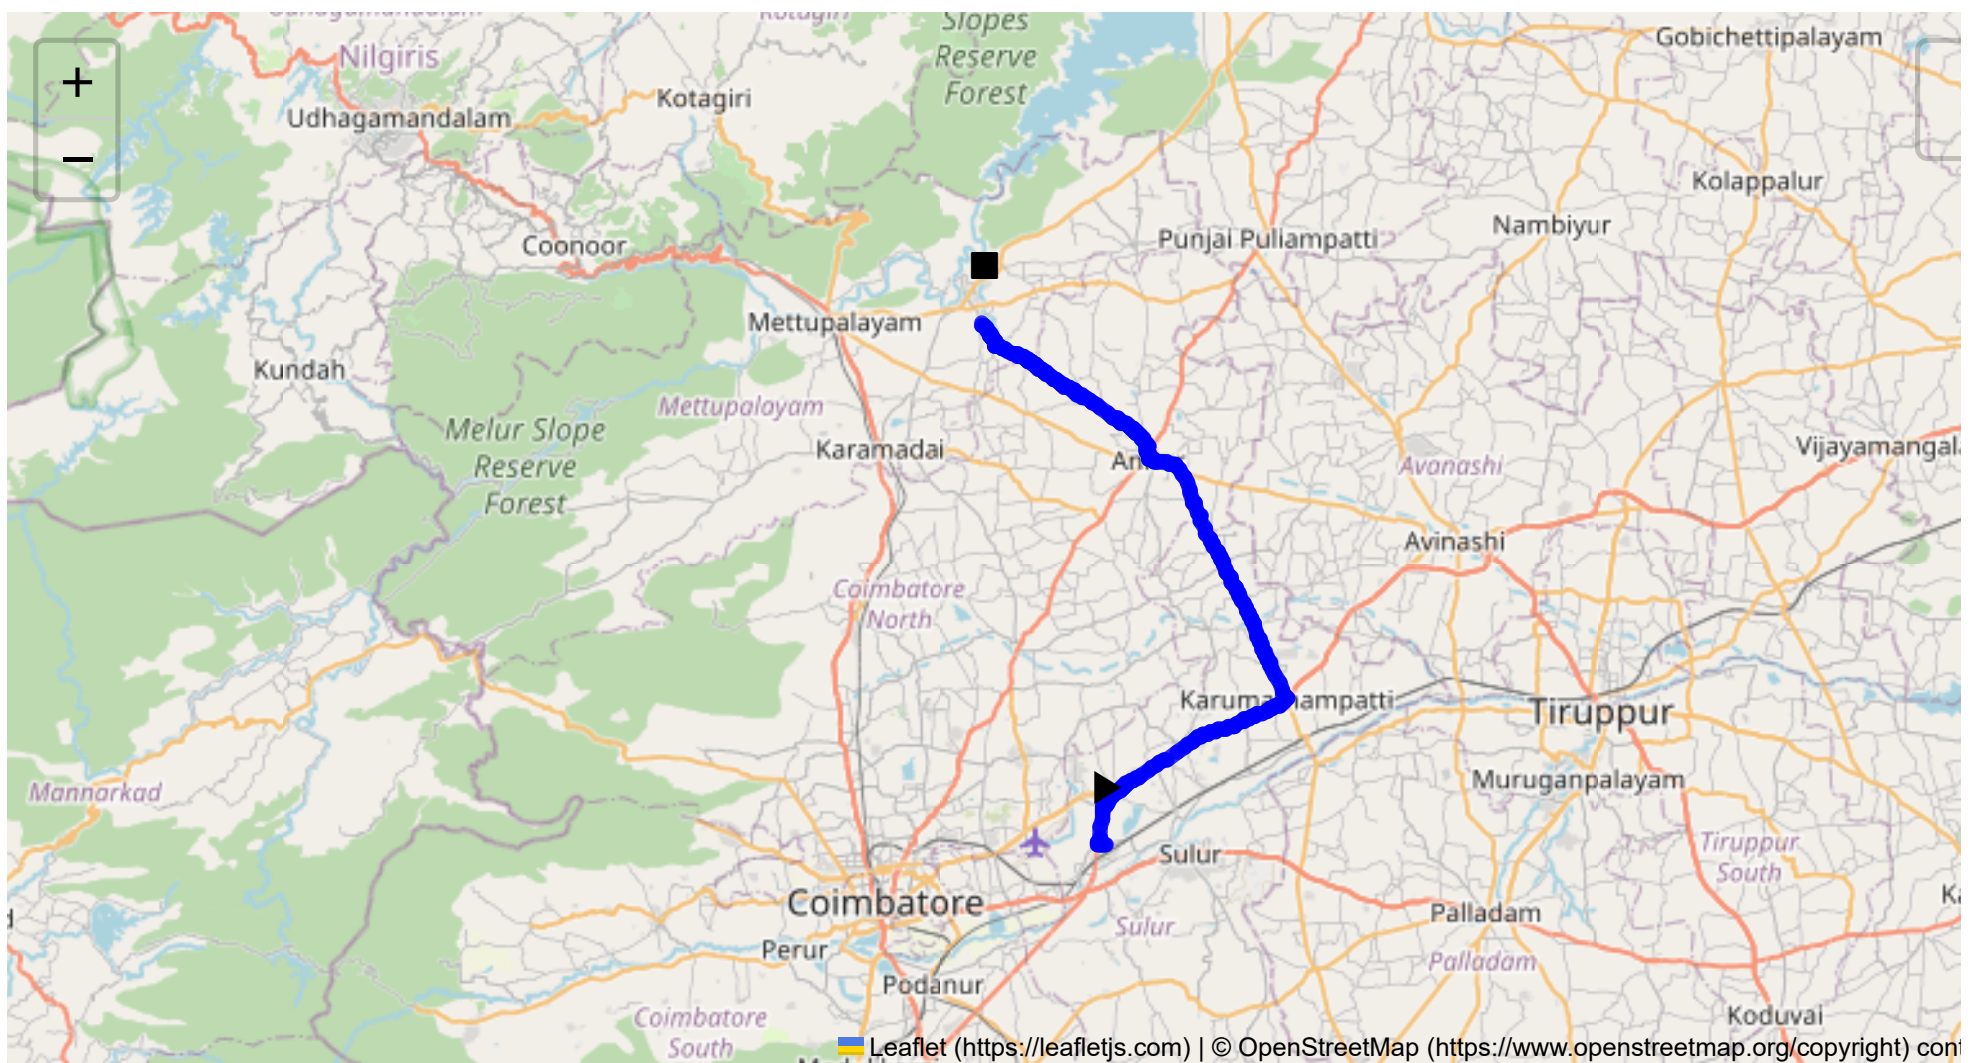 Slopes
Reserve
Forest
Gobichettipalayam
+
Nilgiris
Kotagiri
Udhagamandalam
−
Kolappalur
Nambiyur
Punjai Puliampatti
Coonoor
Mettupalayam
Kundah
Mettupalayam
Melur Slope
Reserve
Forest
Karamadai
Avanashi
Avinashi
Coimbatore
North
Tiruppur
Muruganpalayam
Mannarkad
Tiruppur
South
Sulur
Coimbatore
Palladam
Sulur
Perur
Palladam
Podanur
Coimbatore
South
Koduvai
Leaflet (https://leafletjs.com) | © OpenStreetMap (https://www.openstreetmap.org/copyright)